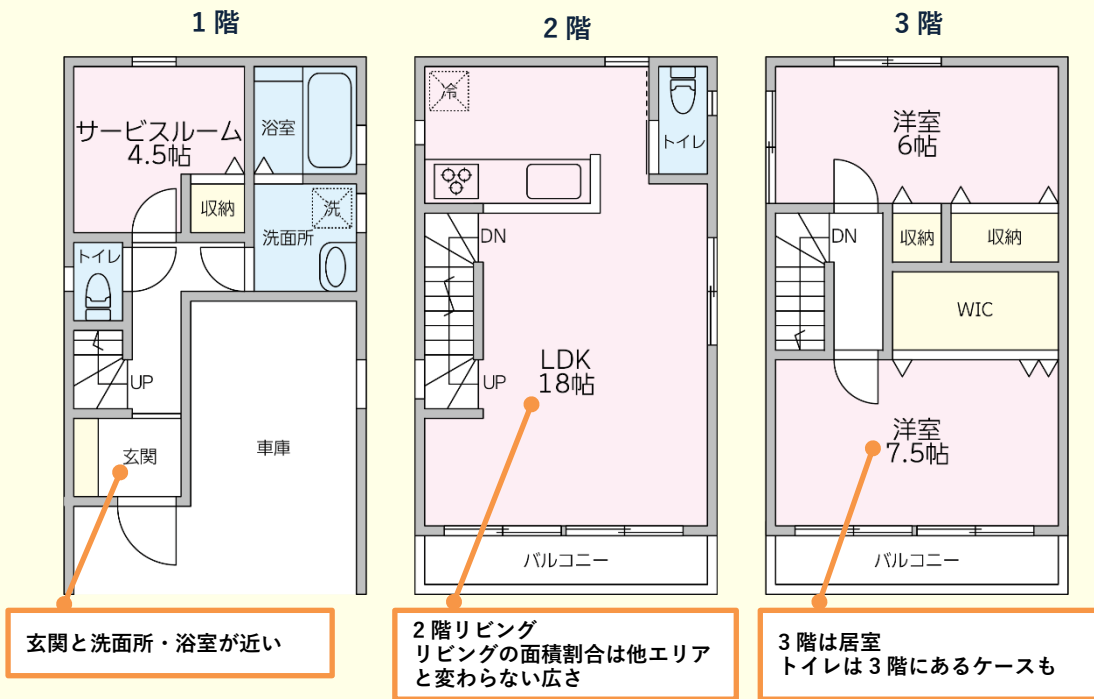 1階
サービスルーム
4.5帖
浴室
収納
洗
洗面所
トイレ
UP
玄関
車庫
玄関と洗面所・浴室が近い
2階
冷
トイレ
DN
LDK
18帖
UP
バルコニー
2階リビング
リビングの面積割合は他エリア
と変わらない広さ
3階
洋室
6帖
DN
収納
収納
WIC
洋室
7.5帖
バルコニー
3階は居室
トイレは3階にあるケースも